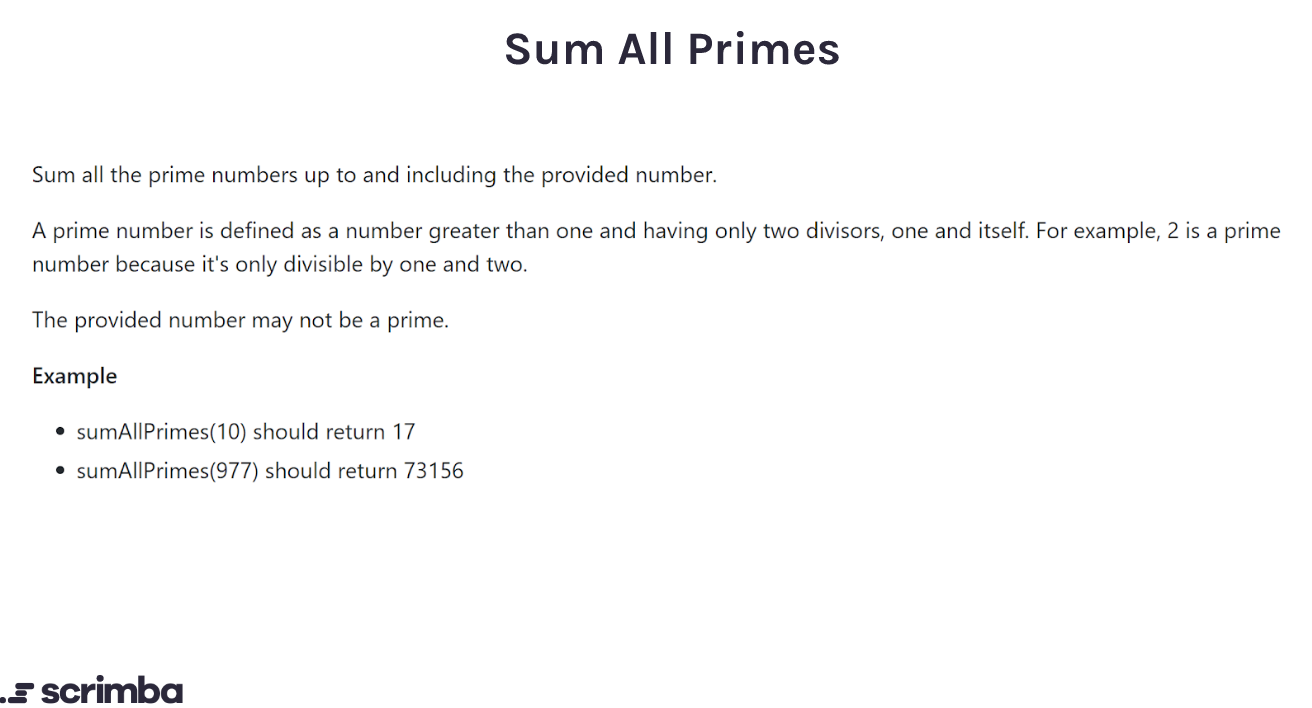 Sum All Primes
Sum all the prime numbers up to and including the provided number.
A prime number is defined as a number greater than one and having only two divisors, one and itself. For example, 2 is a prime
number because it's only divisible by one and two.
The provided number may not be a prime.
Example
• sumAllPrimes(10) should return 17
• sumAllPrimes(977) should return 73156
scrimba